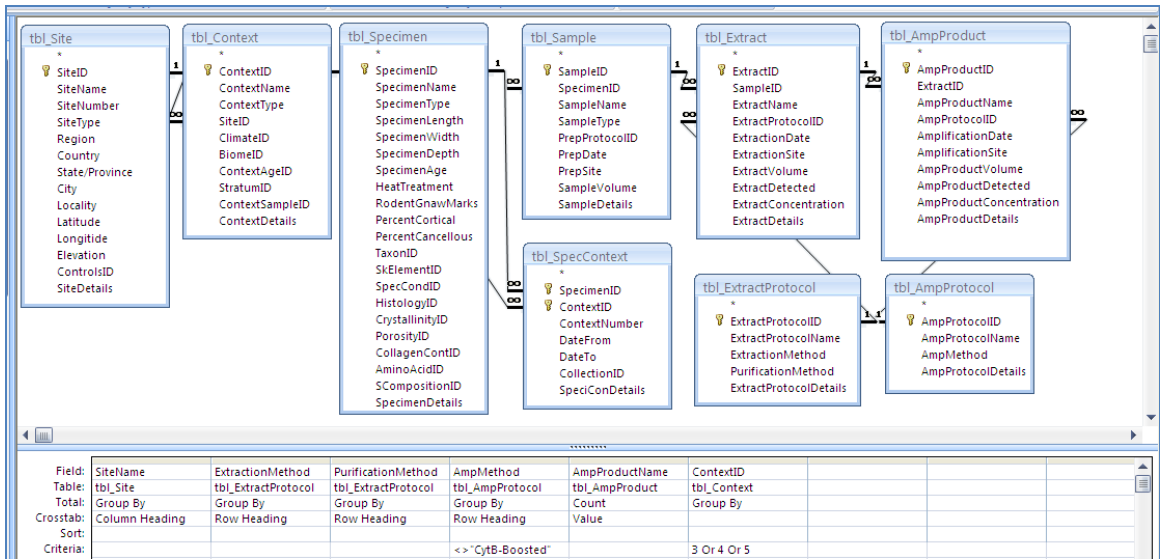 tbl_Site
*
SiteID
SiteName
SiteNumber
SiteType
Region
Country
State/Province
City
Locality
Latitude
Longitide
Elevation
ControlsID
SiteDetails
1
∞
tbl_Context
*
ContextID
ContextName
ContextType
SiteID
ClimateID
BiomeID
ContextAgeID
StratumID
ContextSampleID
ContextDetails
tbl_Specimen
*
SpecimenID
SpecimenName
SpecimenType
SpecimenLength
SpecimenWidth
SpecimenDepth
SpecimenAge
HeatTreatment
RodentGnawMarks
PercentCortical
PercentCancellous
TaxonID
SkElementID
SpecCondID
HistologyID
CrystallinityID
PorosityID
CollagenContID
AminoAcidID
SCompositionID
SpecimenDetails
1
∞
∞
∞
tbl_Sample
*
SampleID
SpecimenID
SampleName
SampleType
PrepProtocolID
PrepDate
PrepSite
SampleVolume
SampleDetails
1
∞
∞
tbl_SpecContext
*
SpecimenID
ContextID
ContextNumber
DateFrom
DateTo
CollectionID
SpeciConDetails
tbl_Extract
*
ExtractID
SampleID
ExtractName
ExtractProtocolID
ExtractionDate
ExtractionSite
ExtractVolume
ExtractDetected
ExtractConcentration
ExtractDetails
1
∞
tbl_AmpProduct
*
AmpProductID
ExtractID
AmpProductName
AmpProtocolID
AmplificationDate
AmplificationSite
AmpProductVolume
AmpProductDetected
AmpProductConcentration
AmpProductDetails
∞
tbl_ExtractProtocol
*
ExtractProtocolID
ExtractProtocolName
ExtractionMethod
PurificationMethod
ExtractProtocolDetails
1 1
tbl_AmpProtocol
*
AmpProtocolID
AmpProtocolName
AmpMethod
AmpProtocolDetails
Field: SiteName ExtractionMethod PurificationMethod AmpMethod AmpProductName ContextID
Table: tbl_Site tbl_ExtractProtocol tbl_ExtractProtocol tbl_AmpProtocol tbl_AmpProduct tbl_Context
Total: Group By Group By Group By Group By Count Group By
Crosstab: Column Heading Row Heading Row Heading Row Heading Value
Sort:
Criteria: <>"CytB-Boosted" 3 Or 4 Or 5